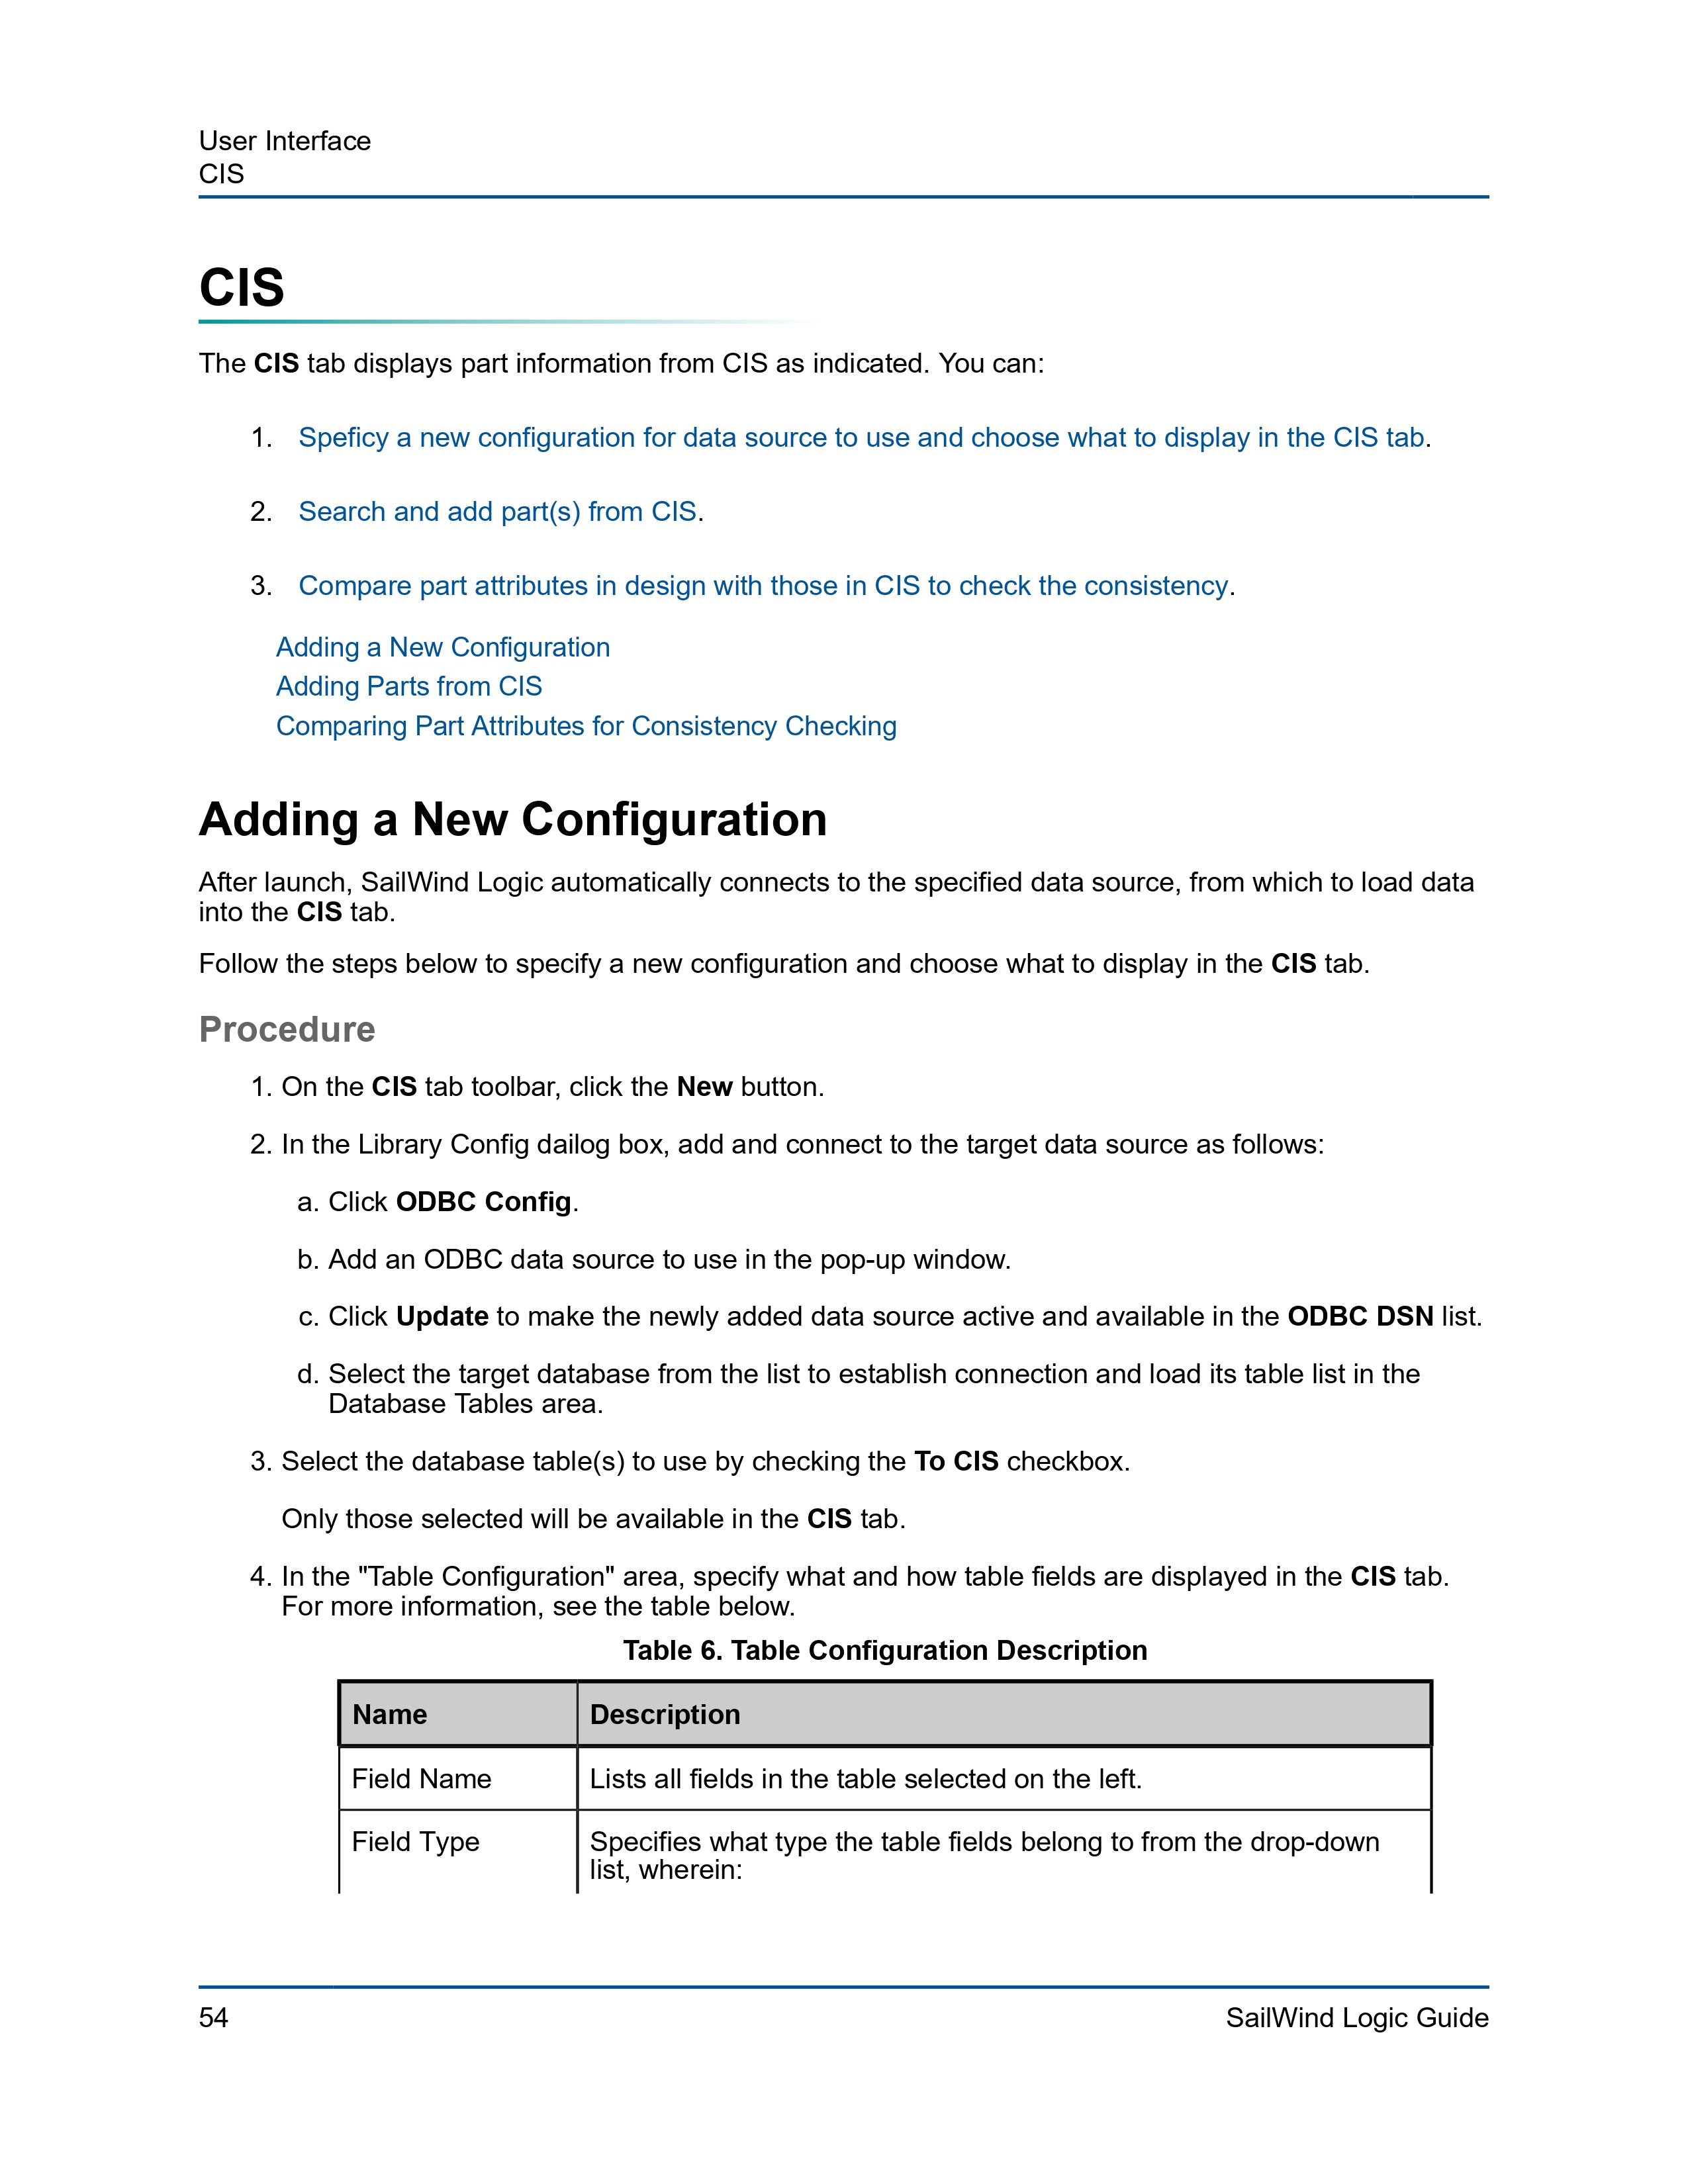 User Interface
CIS
CIS
The CIS tab displays part information from CIS as indicated. You can:
1. Speficy a new configuration for data source to use and choose what to display in the CIS tab.
2. Search and add part(s) from CIS.
3. Compare part attributes in design with those in CIS to check the consistency.
Adding a New Configuration
Adding Parts from CIS
Comparing Part Attributes for Consistency Checking
Adding a New Configuration
After launch, SailWind Logic automatically connects to the specified data source, from which to load data
into the CIS tab.
Follow the steps below to specify a new configuration and choose what to display in the CIS tab.
Procedure
1. On the CIS tab toolbar, click the New button.
2. In the Library Config dailog box, add and connect to the target data source as follows:
a. Click ODBC Config.
b. Add an ODBC data source to use in the pop-up window.
c. Click Update to make the newly added data source active and available in the ODBC DSN list.
d. Select the target database from the list to establish connection and load its table list in the
Database Tables area.
3. Select the database table(s) to use by checking the To CIS checkbox.
Only those selected will be available in the CIS tab.
4. In the "Table Configuration" area, specify what and how table fields are displayed in the CIS tab.
For more information, see the table below.
Table 6. Table Configuration Description
Name Description
Field Name Lists all fields in the table selected on the left.
Field Type Specifies what type the table fields belong to from the drop-down
list, wherein:
54 SailWind Logic Guide